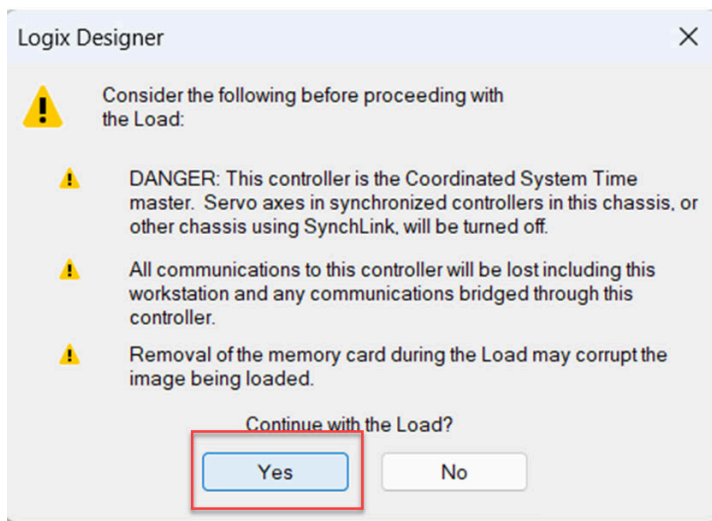 Logix Designer
Consider the following before proceeding with
the Load:
DANGER: This controller is the Coordinated System Time
master.  Servo axes in synchronized controllers in this chassis, or
other chassis using SynchLink, will be turned off.
All communications to this controller will be lost including this
workstation and any communications bridged through this
controller.
Removal of the memory card during the Load may corrupt the
image being loaded.
Continue with the Load?
Yes
No